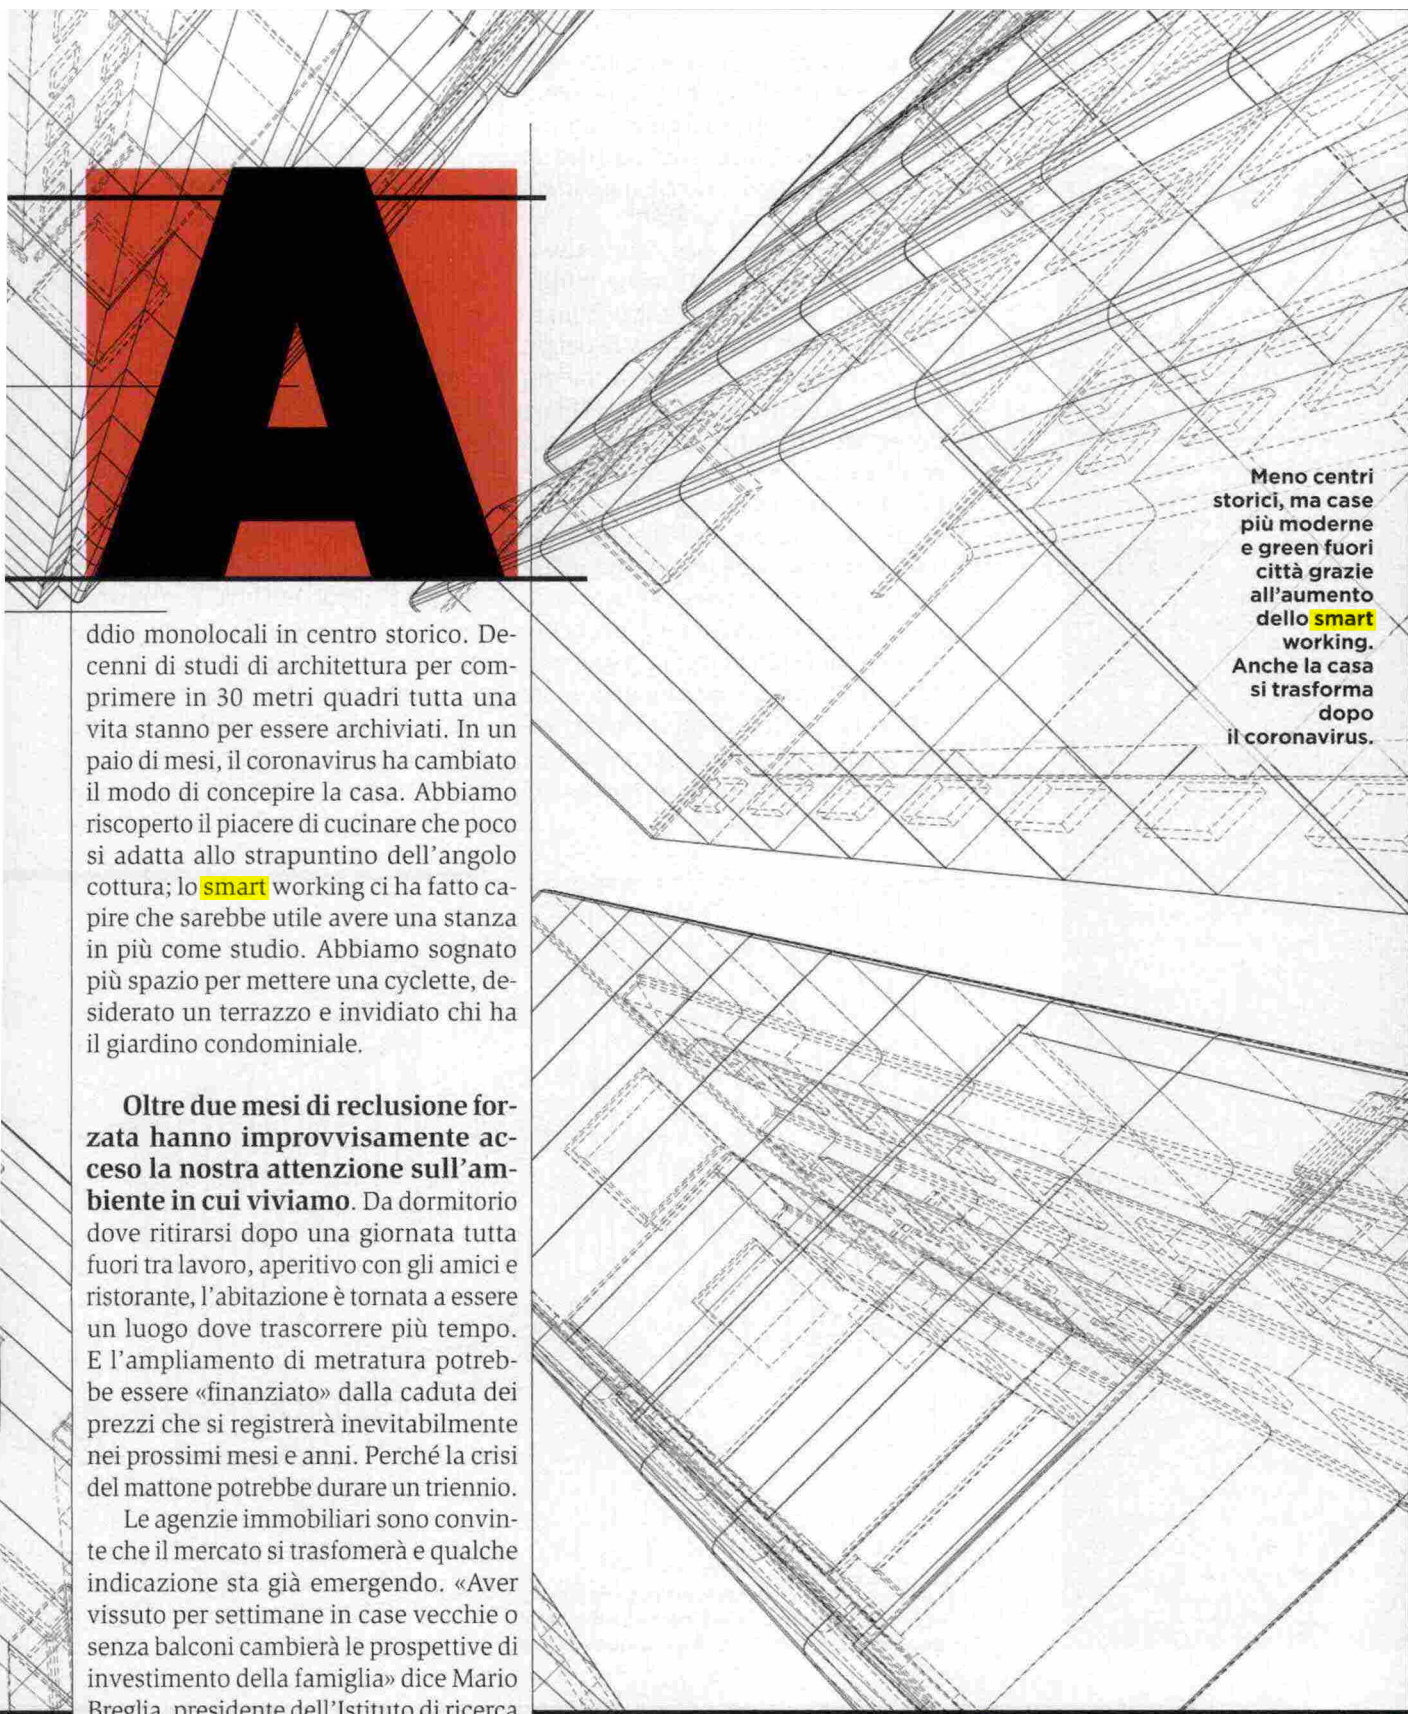 A
ddio monolocali in centro storico. De-
cenni di studi di architettura per com-
primere in 30 metri quadri tutta una
vita stanno per essere archiviati. In un
paio di mesi, il coronavirus ha cambiato
il modo di concepire la casa. Abbiamo
riscoperto il piacere di cucinare che poco
si adatta allo strapuntino dell'angolo
cottura; lo smart working ci ha fatto ca-
pire che sarebbe utile avere una stanza
in più come studio. Abbiamo sognato
più spazio per mettere una cyclette, de-
siderato un terrazzo e invidiato chi ha
il giardino condominiale.
Oltre due mesi di reclusione for-
zata hanno improvvisamente ac-
ceso la nostra attenzione sull'am-
biente in cui viviamo. Da dormitorio
dove ritirarsi dopo una giornata tutta
fuori tra lavoro, aperitivo con gli amici e
ristorante, l'abitazione è tornata a essere
un luogo dove trascorrere più tempo.
E l'ampliamento di metratura potreb-
be essere «finanziato» dalla caduta dei
prezzi che si registrerà inevitabilmente
nei prossimi mesi e anni. Perché la crisi
del mattone potrebbe durare un triennio.
Le agenzie immobiliari sono convin-
te che il mercato si trasfomerà e qualche
indicazione sta già emergendo. «Aver
vissuto per settimane in case vecchie o
senza balconi cambierà le prospettive di
investimento della famiglia» dice Mario
Breglia, presidente dell'Istituto di ricerca
Meno centri
storici, ma case
più moderne
e green fuori
città grazie
all'aumento
dello smart
working.
Anche la casa
si trasforma
dopo
il coronavirus.